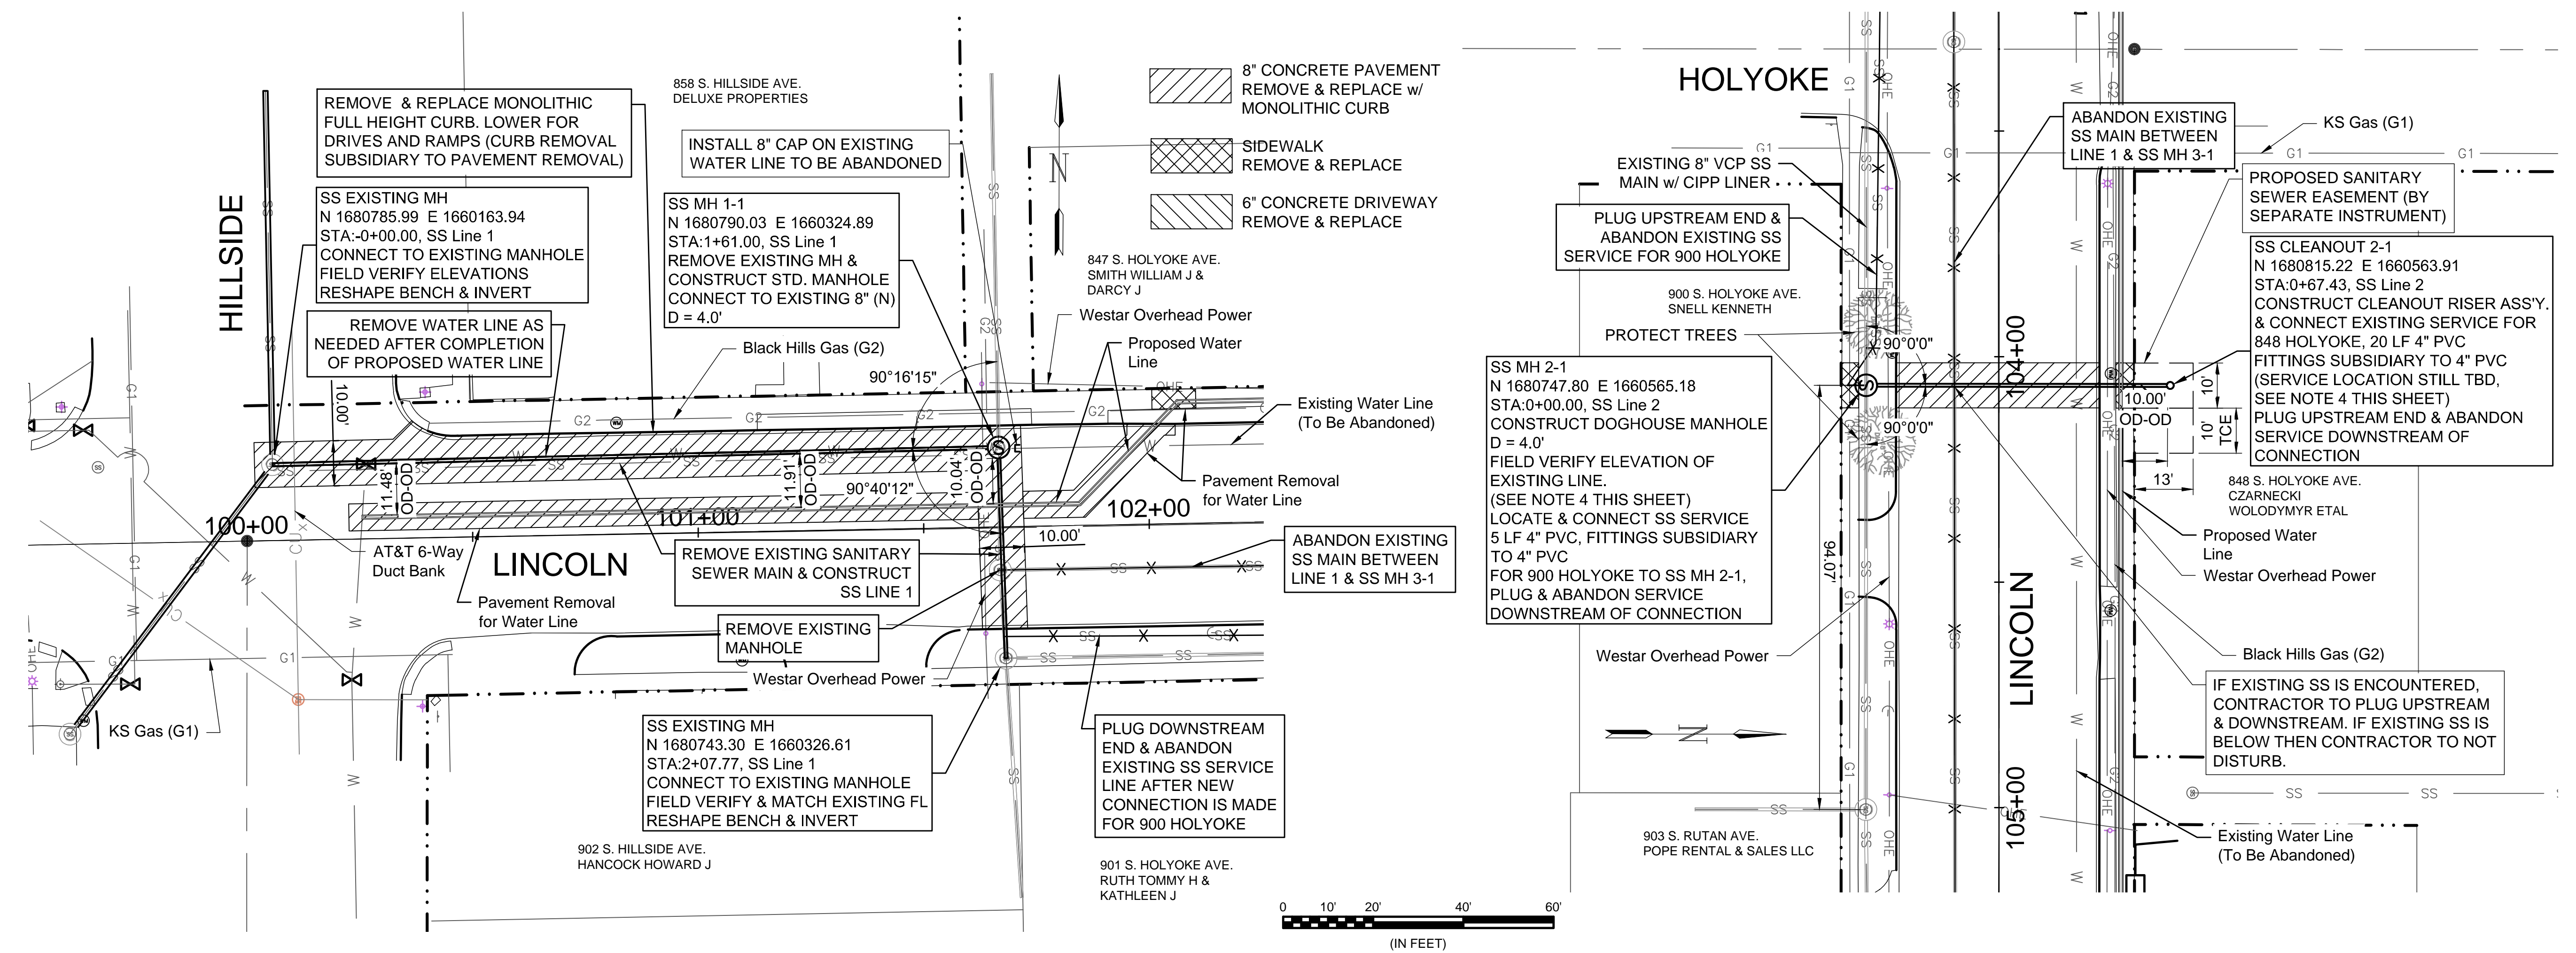 REMOVE & REPLACE MONOLITHIC
FULL HEIGHT CURB. LOWER FOR
DRIVES AND RAMPS (CURB REMOVAL
SUBSIDIARY TO PAVEMENT REMOVAL)
858 S. HILLSIDE AVE.
DELUXE PROPERTIES
INSTALL 8" CAP ON EXISTING
WATER LINE TO BE ABANDONED
8" CONCRETE PAVEMENT
REMOVE & REPLACE w/
MONOLITHIC CURB
SIDEWALK
REMOVE & REPLACE
6" CONCRETE DRIVEWAY
REMOVE & REPLACE
N
HILLSIDE
SS EXISTING MH
N 1680785.99 E 1660163.94
STA:-0+00.00, SS Line 1
CONNECT TO EXISTING MANHOLE
FIELD VERIFY ELEVATIONS
RESHAPE BENCH & INVERT
SS MH 1-1
N 1680790.03 E 1660324.89
STA:1+61.00, SS Line 1
REMOVE EXISTING MH &
CONSTRUCT STD. MANHOLE
CONNECT TO EXISTING 8" (N)
D = 4.0'
847 S. HOLYOKE AVE.
SMITH WILLIAM J &
DARCY J
Westar Overhead Power
REMOVE WATER LINE AS
NEEDED AFTER COMPLETION
OF PROPOSED WATER LINE
Black Hills Gas (G2)
Proposed Water
Line
90°16'15"
10.00'
Existing Water Line
(To Be Abandoned)
11.48'
OD-OD
11.91'
OD-OD
90°40'12"
10.04'
OD-OD
Pavement Removal
for Water Line
100+00
101+00
102+00
10.00'
AT&T 6-Way
Duct Bank
LINCOLN
REMOVE EXISTING SANITARY
SEWER MAIN & CONSTRUCT
SS LINE 1
ABANDON EXISTING
SS MAIN BETWEEN
LINE 1 & SS MH 3-1
Pavement Removal
for Water Line
REMOVE EXISTING
MANHOLE
Westar Overhead Power
KS Gas (G1)
SS EXISTING MH
N 1680743.30 E 1660326.61
STA:2+07.77, SS Line 1
CONNECT TO EXISTING MANHOLE
FIELD VERIFY & MATCH EXISTING FL
RESHAPE BENCH & INVERT
PLUG DOWNSTREAM
END & ABANDON
EXISTING SS SERVICE
LINE AFTER NEW
CONNECTION IS MADE
FOR 900 HOLYOKE
902 S. HILLSIDE AVE.
HANCOCK HOWARD J
901 S. HOLYOKE AVE.
RUTH TOMMY H &
KATHLEEN J
0 10' 20' 40' 60'
(IN FEET)
HOLYOKE
ABANDON EXISTING
SS MAIN BETWEEN
LINE 1 & SS MH 3-1
KS Gas (G1)
EXISTING 8" VCP SS
MAIN w/ CIPP LINER
PROPOSED SANITARY
SEWER EASEMENT (BY
SEPARATE INSTRUMENT)
PLUG UPSTREAM END &
ABANDON EXISTING SS
SERVICE FOR 900 HOLYOKE
SS CLEANOUT 2-1
N 1680815.22 E 1660563.91
STA:0+67.43, SS Line 2
CONSTRUCT CLEANOUT RISER ASS'Y.
& CONNECT EXISTING SERVICE FOR
848 HOLYOKE, 20 LF 4" PVC
FITTINGS SUBSIDIARY TO 4" PVC
(SERVICE LOCATION STILL TBD,
SEE NOTE 4 THIS SHEET)
PLUG UPSTREAM END & ABANDON
SERVICE DOWNSTREAM OF
CONNECTION
900 S. HOLYOKE AVE.
SNELL KENNETH
PROTECT TREES
90°0'0"
90°0'0"
104+00
10.00'
OD-OD
10'
10'
TCE
13'
SS MH 2-1
N 1680747.80 E 1660565.18
STA:0+00.00, SS Line 2
CONSTRUCT DOGHOUSE MANHOLE
D = 4.0'
FIELD VERIFY ELEVATION OF
EXISTING LINE.
(SEE NOTE 4 THIS SHEET)
LOCATE & CONNECT SS SERVICE
5 LF 4" PVC, FITTINGS SUBSIDIARY
TO 4" PVC
FOR 900 HOLYOKE TO SS MH 2-1,
PLUG & ABANDON SERVICE
DOWNSTREAM OF CONNECTION
848 S. HOLYOKE AVE.
CZARNECKI
WOLODYMYR ETAL
Proposed Water
Line
Westar Overhead Power
94.07'
LINCOLN
Westar Overhead Power
Black Hills Gas (G2)
IF EXISTING SS IS ENCOUNTERED,
CONTRACTOR TO PLUG UPSTREAM
& DOWNSTREAM. IF EXISTING SS IS
BELOW THEN CONTRACTOR TO NOT
DISTURB.
N
105+00
903 S. RUTAN AVE.
POPE RENTAL & SALES LLC
Existing Water Line
(To Be Abandoned)